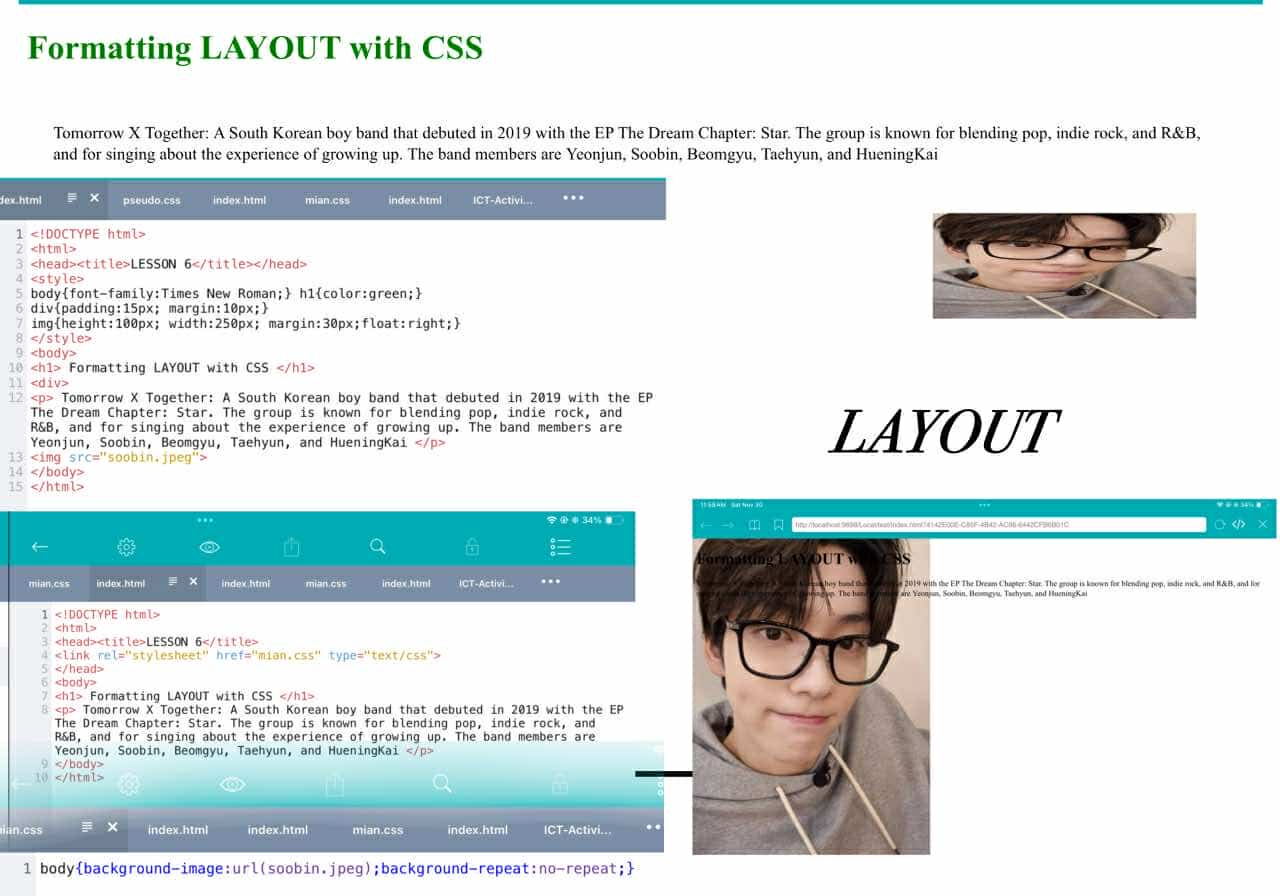 Formatting LAYOUT with CSS
Tomorrow X Together: A South Korean boy band that debuted in 2019 with the EP The Dream Chapter: Star. The group is known for blending pop, indie rock, and R&B,
and for singing about the experience of growing up. The band members are Yeonjun, Soobin, Beomgyu, Taehyun, and HueningKai
dex.html pseudo.css index.html mian.css index.html ICT-Activi...
1 <!DOCTYPE html>
2 <html>
3 <head><title>LESSON 6</title></head>
4 <style>
5 body{font-family:Times New Roman;} h1{color:green;}
6 div{padding:15px; margin:10px;}
7 img{height:100px; width:250px; margin:30px;float:right;}
8 </style>
9 <body>
10 <h1> Formatting LAYOUT with CSS </h1>
11 <div>
12 <p> Tomorrow X Together: A South Korean boy band that debuted in 2019 with the EP
The Dream Chapter: Star. The group is known for blending pop, indie rock, and
R&B, and for singing about the experience of growing up. The band members are
Yeonjun, Soobin, Beomgyu, Taehyun, and HueningKai </p>
13 <img src="soobin.jpeg">
14 </body>
15 </html>
LAYOUT
34%
mian.css index.html index.html mian.css index.html ICT-Activi...
1 <!DOCTYPE html>
2 <html>
3 <head><title>LESSON 6</title>
4 <link rel="stylesheet" href="mian.css" type="text/css">
5 </head>
6 <body>
7 <h1> Formatting LAYOUT with CSS </h1>
8 <p> Tomorrow X Together: A South Korean boy band that debuted in 2019 with the EP
The Dream Chapter: Star. The group is known for blending pop, indie rock, and
R&B, and for singing about the experience of growing up. The band members are
Yeonjun, Soobin, Beomgyu, Taehyun, and HueningKai </p>
9 </body>
10 </html>
mian.css index.html index.html mian.css index.html ICT-Activi...
1 body{background-image:url(soobin.jpeg);background-repeat:no-repeat;}
11:58 AM Sat Nov 30 34%
Formatting LAYOUT with CSS
boy band that 2019 with the EP The Dream Chapter: Star. The group is known for blending pop, indie rock, and R&B, and for
growing up. The band are Yeonjun, Soobin, Beomgyu, Taehyun, and HueningKai